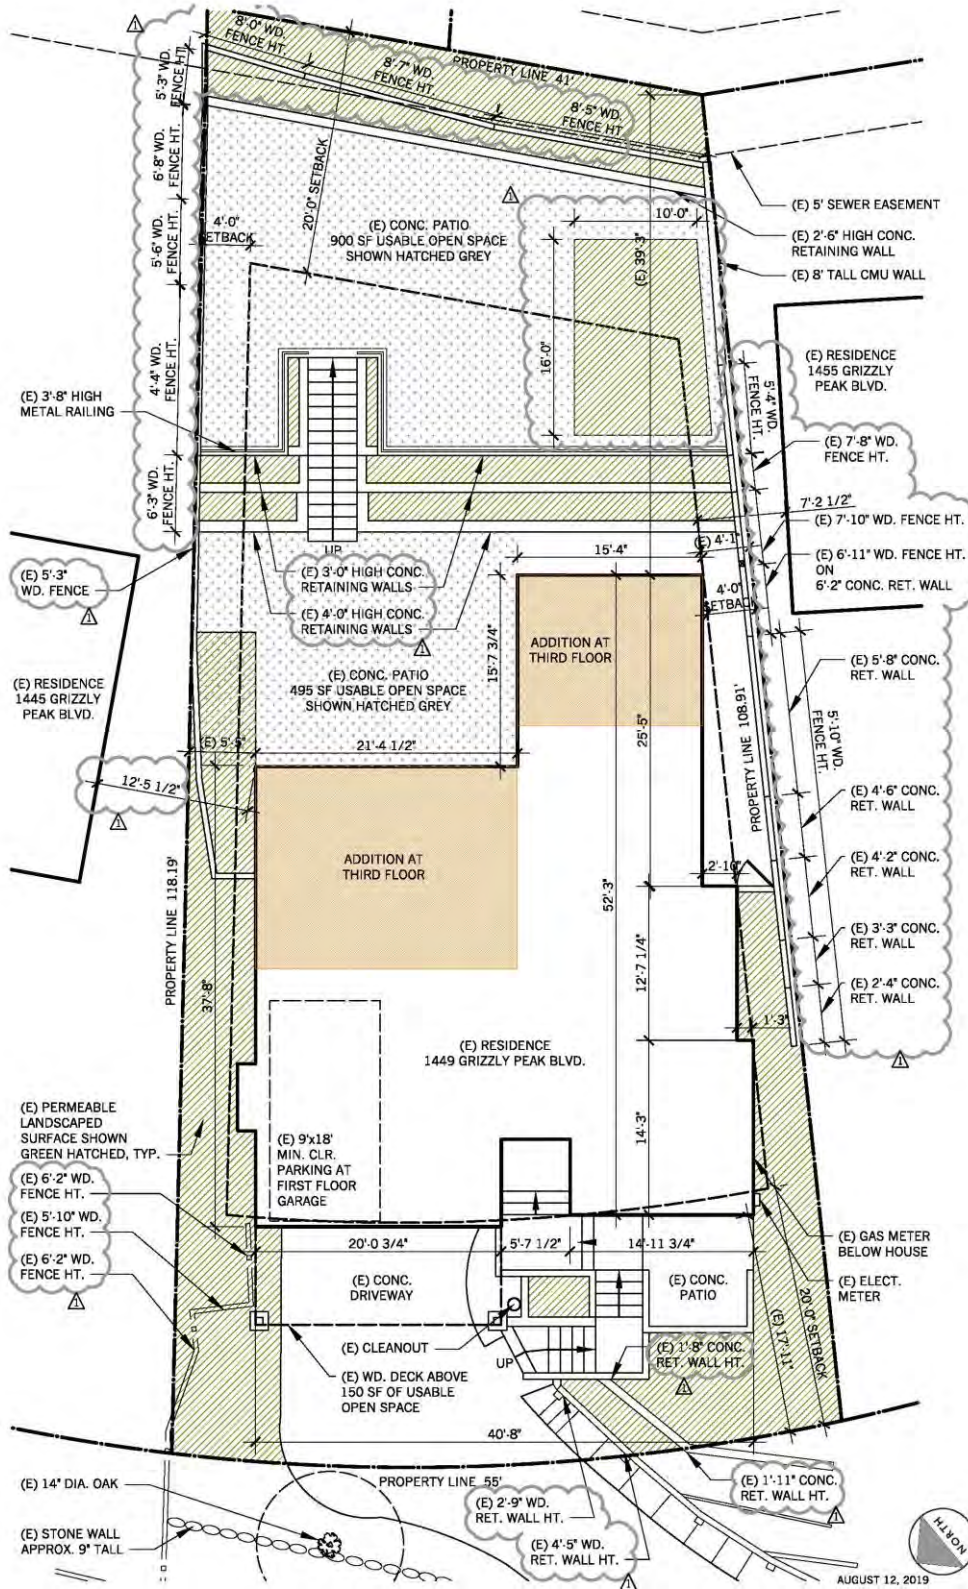 8'-0" WD.
FENCE HT.
PROPERTY LINE 41'
8'-7" WD.
FENCE HT.
8'-5" WD.
FENCE HT.
5'-3" WD.
FENCE HT.
6'-8" WD.
FENCE HT.
5'-6" WD.
FENCE HT.
4'-4" WD.
FENCE HT.
6'-3" WD.
FENCE HT.
20'-0" SETBACK
4'-0"
SETBACK
(E) CONC. PATIO
900 SF USABLE OPEN SPACE
SHOWN HATCHED GREY
10'-0"
(E) 39'-3"
16'-0"
(E) 5' SEWER EASEMENT
(E) 2'-6" HIGH CONC.
RETAINING WALL
(E) 8' TALL CMU WALL
(E) RESIDENCE
1455 GRIZZLY
PEAK BLVD.
5'-4" WD.
FENCE HT.
(E) 7'-8" WD.
FENCE HT.
7'-2 1/2"
(E) 7'-10" WD. FENCE HT.
(E) 6'-11" WD. FENCE HT.
ON
6'-2" CONC. RET. WALL
(E) 3'-8" HIGH
METAL RAILING
(E) 4'-1"
15'-4"
4'-0"
SETBACK
UP
(E) 3'-0" HIGH CONC.
RETAINING WALLS
(E) 4'-0" HIGH CONC.
RETAINING WALLS
(E) 5'-3"
WD. FENCE
1
(E) RESIDENCE
1445 GRIZZLY
PEAK BLVD.
ADDITION AT
THIRD FLOOR
15'-7 3/4"
25'-5"
(E) CONC. PATIO
495 SF USABLE OPEN SPACE
SHOWN HATCHED GREY
(E) 5'-5"
21'-4 1/2"
12'-5 1/2"
1
PROPERTY LINE 108.91'
(E) 5'-8" CONC.
RET. WALL
5'-10" WD.
FENCE HT.
(E) 4'-6" CONC.
RET. WALL
(E) 4'-2" CONC.
RET. WALL
(E) 3'-3" CONC.
RET. WALL
(E) 2'-4" CONC.
RET. WALL
1
2'-10"
ADDITION AT
THIRD FLOOR
52'-3"
PROPERTY LINE 118.19'
37'-8"
12'-7 1/4"
1'-3"
(E) RESIDENCE
1449 GRIZZLY PEAK BLVD.
14'-3"
(E) PERMEABLE
LANDSCAPED
SURFACE SHOWN
GREEN HATCHED, TYP.
(E) 9'x18'
MIN. CLR.
PARKING AT
FIRST FLOOR
GARAGE
(E) 6'-2" WD.
FENCE HT.
(E) 5'-10" WD.
FENCE HT.
(E) 6'-2" WD.
FENCE HT.
1
20'-0 3/4"
5'-7 1/2"
14'-11 3/4"
(E) CONC.
DRIVEWAY
(E) CONC.
PATIO
(E) GAS METER
BELOW HOUSE
(E) ELECT.
METER
20'-0" SETBACK
(E) 17'-11"
(E) CLEANOUT
UP
(E) WD. DECK ABOVE
150 SF OF USABLE
OPEN SPACE
(E) 1'-8" CONC.
RET. WALL HT.
1
40'-8"
PROPERTY LINE 55'
(E) 14" DIA. OAK
(E) STONE WALL
APPROX. 9" TALL
(E) 2'-9" WD.
RET. WALL HT.
(E) 4'-5" WD.
RET. WALL HT.
1
(E) 1'-11" CONC.
RET. WALL HT.
1
NORTH
AUGUST 12, 2019